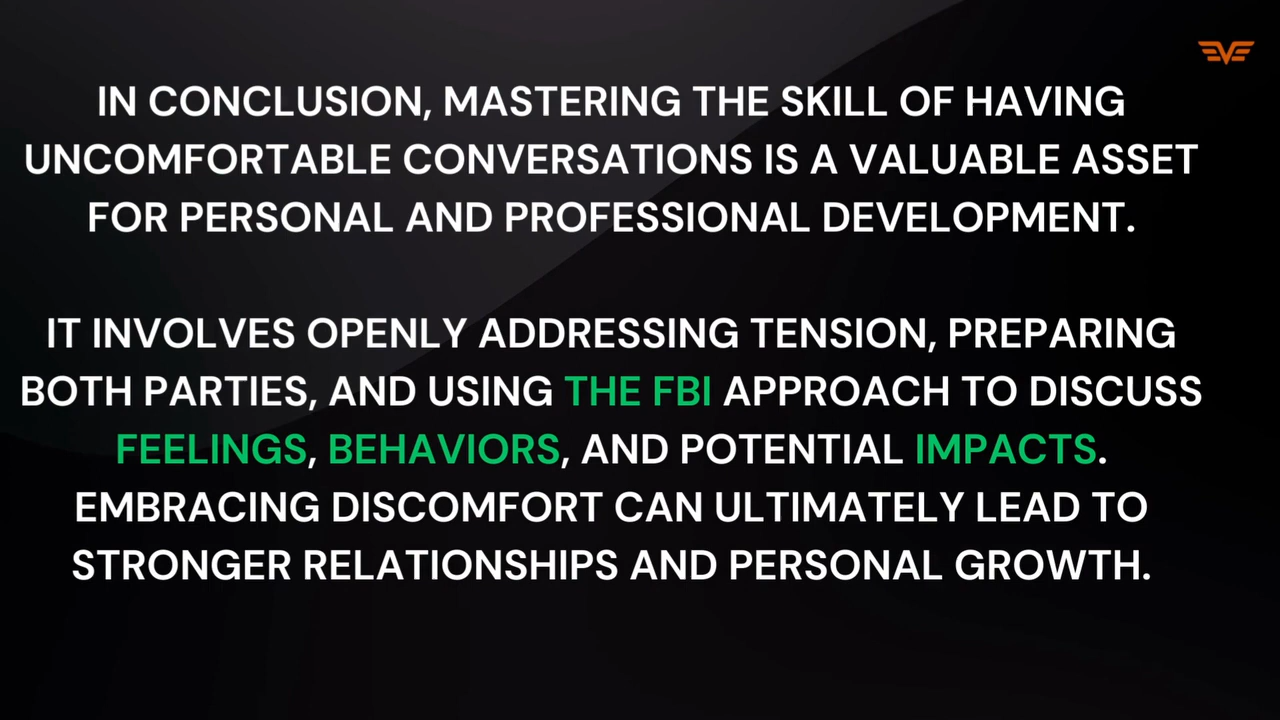 IN CONCLUSION, MASTERING THE SKILL OF HAVING
UNCOMFORTABLE CONVERSATIONS IS A VALUABLE ASSET
FOR PERSONAL AND PROFESSIONAL DEVELOPMENT.
IT INVOLVES OPENLY ADDRESSING TENSION, PREPARING
BOTH PARTIES, AND USING THE FBI APPROACH TO DISCUSS
FEELINGS, BEHAVIORS, AND POTENTIAL IMPACTS.
EMBRACING DISCOMFORT CAN ULTIMATELY LEAD TO
STRONGER RELATIONSHIPS AND PERSONAL GROWTH.